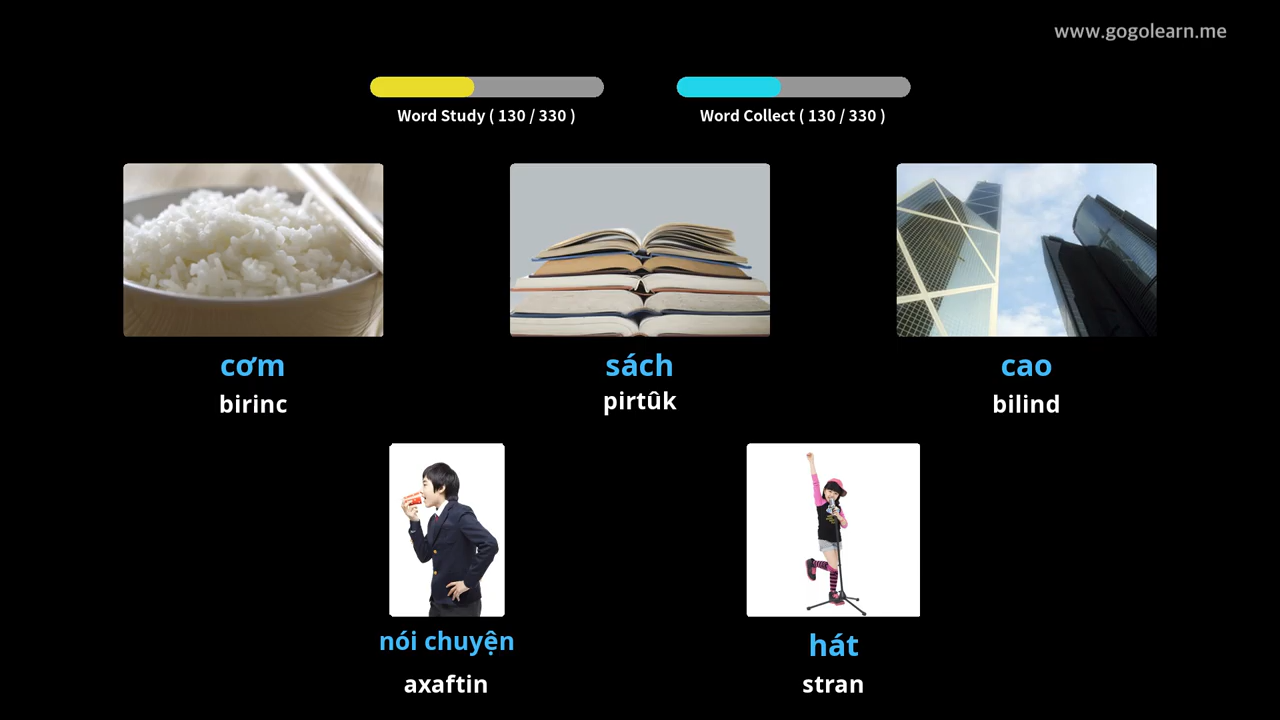 www.gogolearn.me
Word Study ( 130 / 330 )
Word Collect ( 130 / 330 )
cơm
birinc
sách
pirtûk
cao
bilind
nói chuyện
axaftin
hát
stran